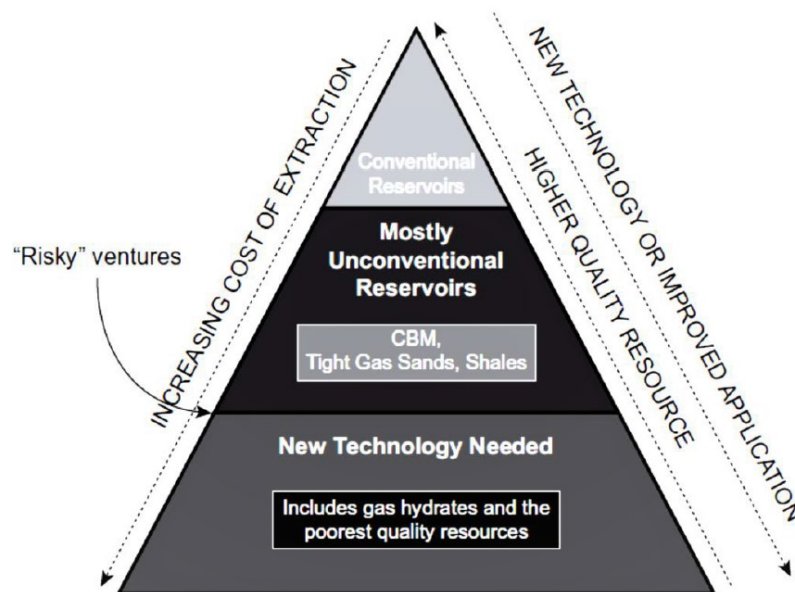 Conventional
Reservoirs
Mostly
Unconventional
Reservoirs
CBM,
Tight Gas Sands, Shales
New Technology Needed
Includes gas hydrates and the
poorest quality resources
"Risky" ventures
INCREASING COST OF EXTRACTION
HIGHER QUALITY RESOURCE
NEW TECHNOLOGY OR IMPROVED APPLICATION